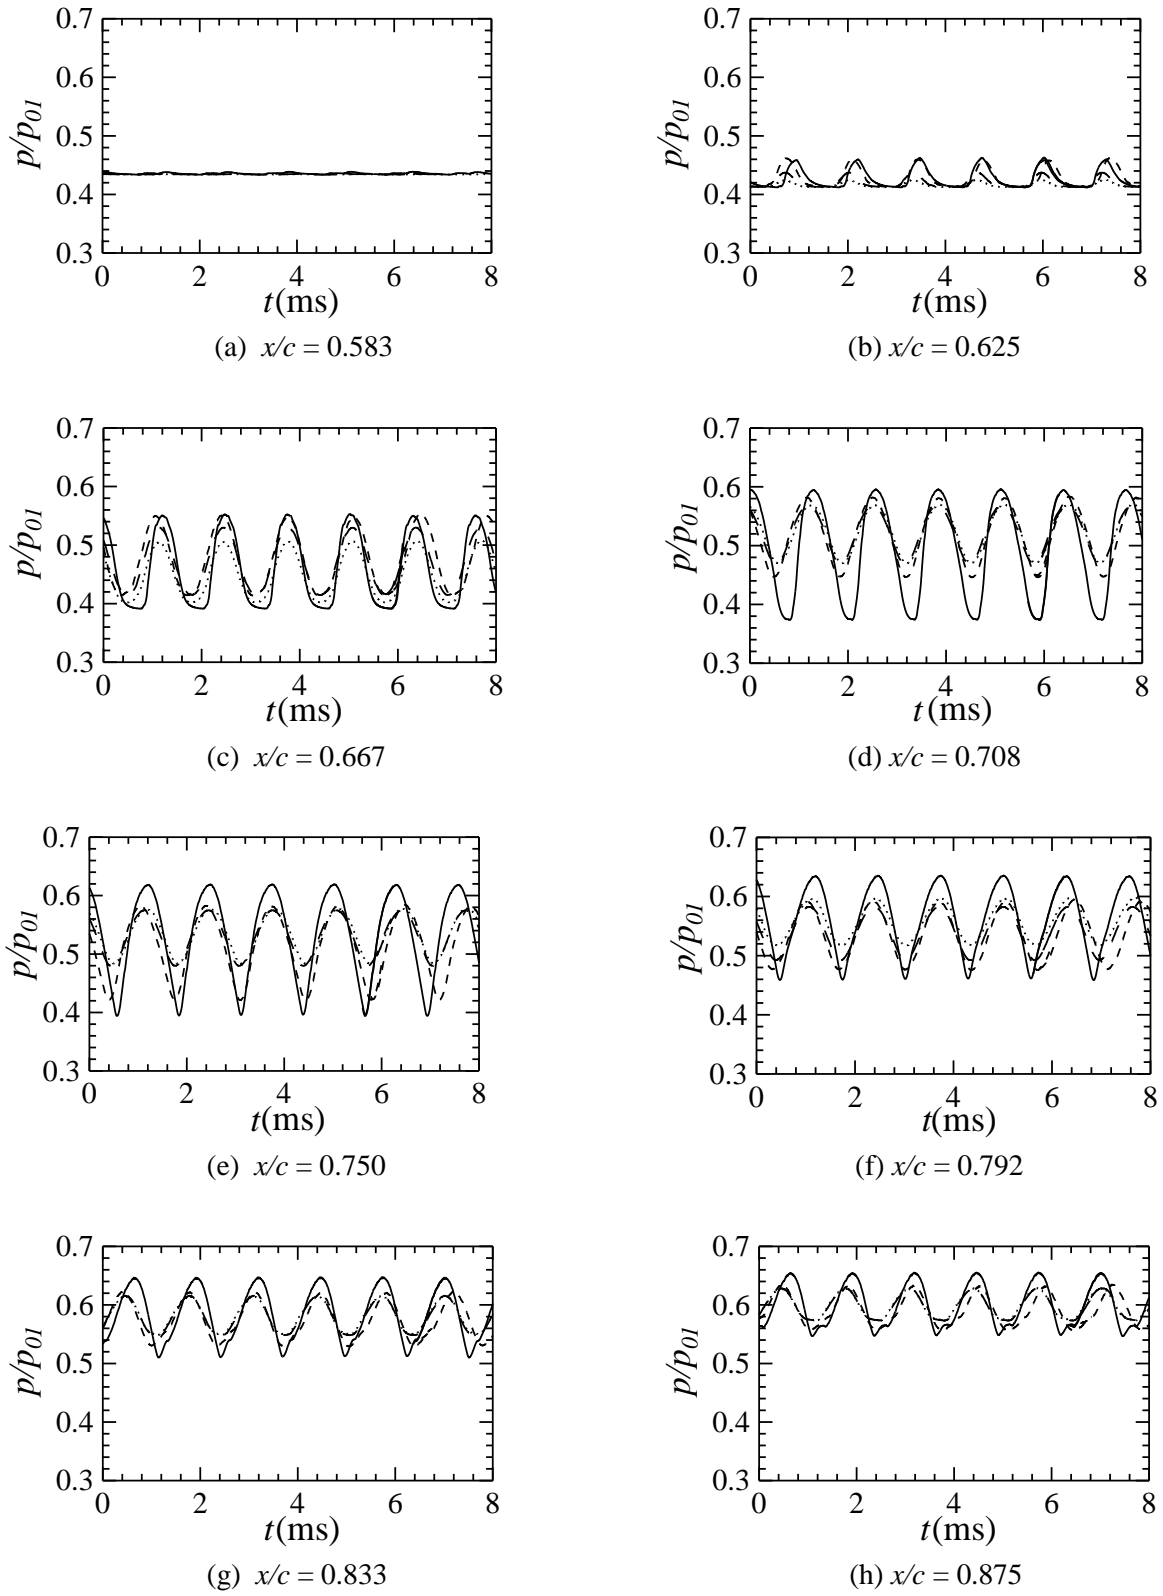 0.7
0.6
0.5
0.4
0.3
p/p01
0 2 4 6 8
t(ms)
(a) x/c = 0.583
0.7
0.6
0.5
0.4
0.3
p/p01
0 2 4 6 8
t(ms)
(b) x/c = 0.625
0.7
0.6
0.5
0.4
0.3
p/p01
0 2 4 6 8
t(ms)
(c) x/c = 0.667
0.7
0.6
0.5
0.4
0.3
p/p01
0 2 4 6 8
t(ms)
(d) x/c = 0.708
0.7
0.6
0.5
0.4
0.3
p/p01
0 2 4 6 8
t(ms)
(e) x/c = 0.750
0.7
0.6
0.5
0.4
0.3
p/p01
0 2 4 6 8
t(ms)
(f) x/c = 0.792
0.7
0.6
0.5
0.4
0.3
p/p01
0 2 4 6 8
t(ms)
(g) x/c = 0.833
0.7
0.6
0.5
0.4
0.3
p/p01
0 2 4 6 8
t(ms)
(h) x/c = 0.875